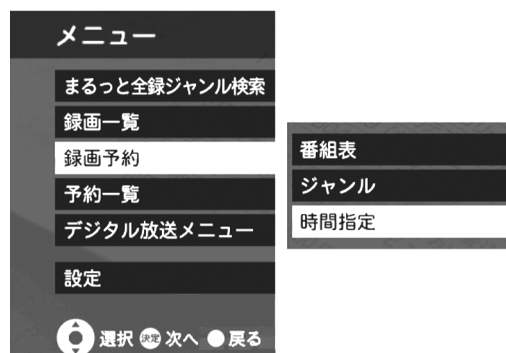 メニュー
まるっと全録ジャンル検索
録画一覧
録画予約
予約一覧
デジタル放送メニュー
設定
選択 決定 次へ 戻る
番組表
ジャンル
時間指定